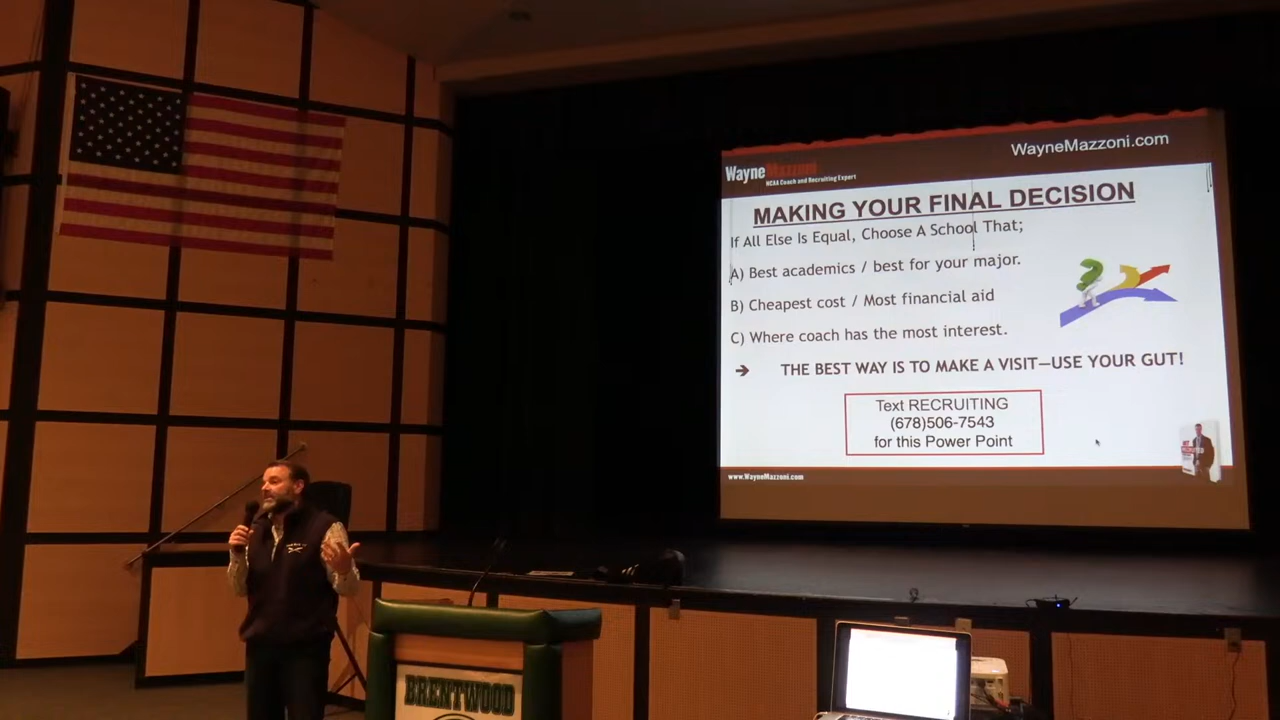 WayneMazzoni.com
WayneMazzoni
NCAA Coach and Recruiting Expert
MAKING YOUR FINAL DECISION
If All Else Is Equal, Choose A School That;
A) Best academics / best for your major.
B) Cheapest cost / Most financial aid
C) Where coach has the most interest.
➔ THE BEST WAY IS TO MAKE A VISIT—USE YOUR GUT!
Text RECRUITING
(678)506-7543
for this Power Point
www.WayneMazzoni.com
BRENTWOOD